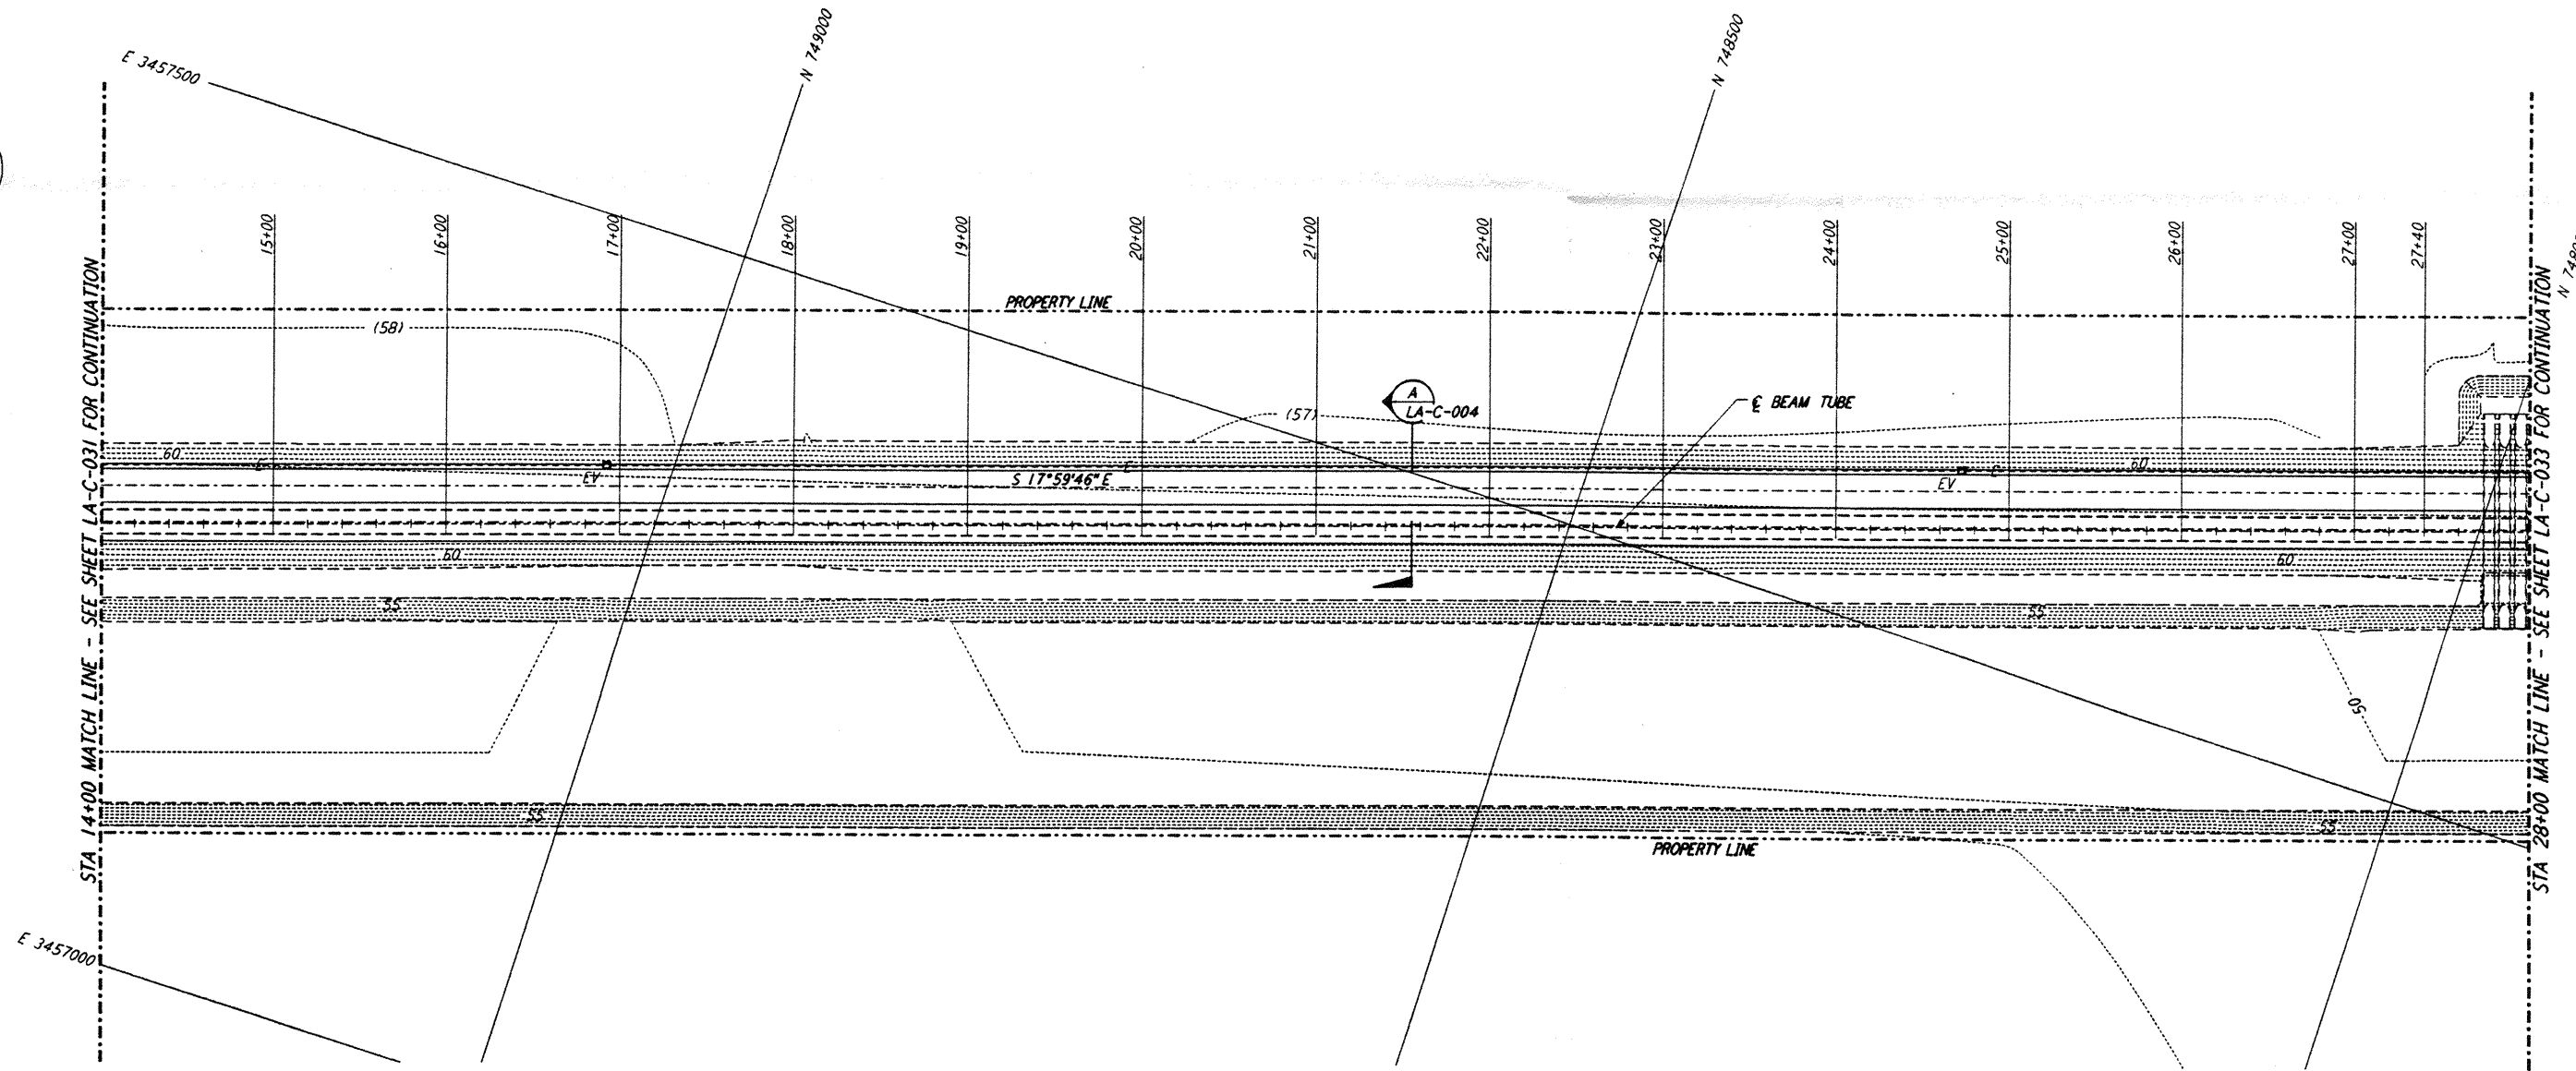 E 3457500
N 749000
N 748500
15+00
16+00
17+00
18+00
19+00
20+00
21+00
22+00
23+00
24+00
25+00
26+00
27+00
27+40
PROPERTY LINE
(58)
(57)
A
LA-C-004
℄ BEAM TUBE
60
E
EV
S 17°59'46" E
E
60
EV
E
60
60
55
55
50
55
55
PROPERTY LINE
E 3457000
STA 14+00 MATCH LINE - SEE SHEET LA-C-031 FOR CONTINUATION
STA 28+00 MATCH LINE - SEE SHEET LA-C-033 FOR CONTINUATION